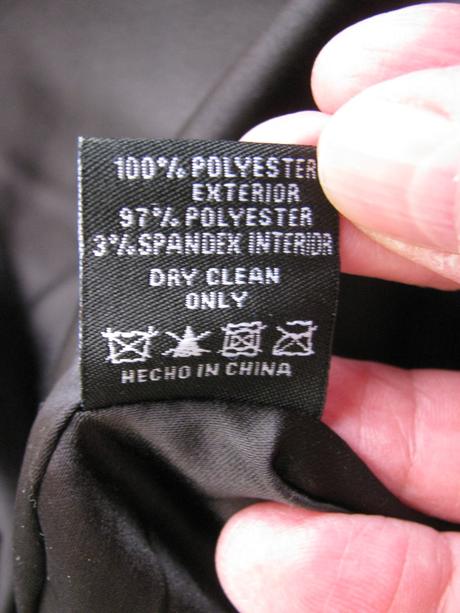 100% POLYESTER
EXTERIOR
97% POLYESTER
3% SPANDEX INTERIOR
DRY CLEAN
ONLY
HECHO IN CHINA